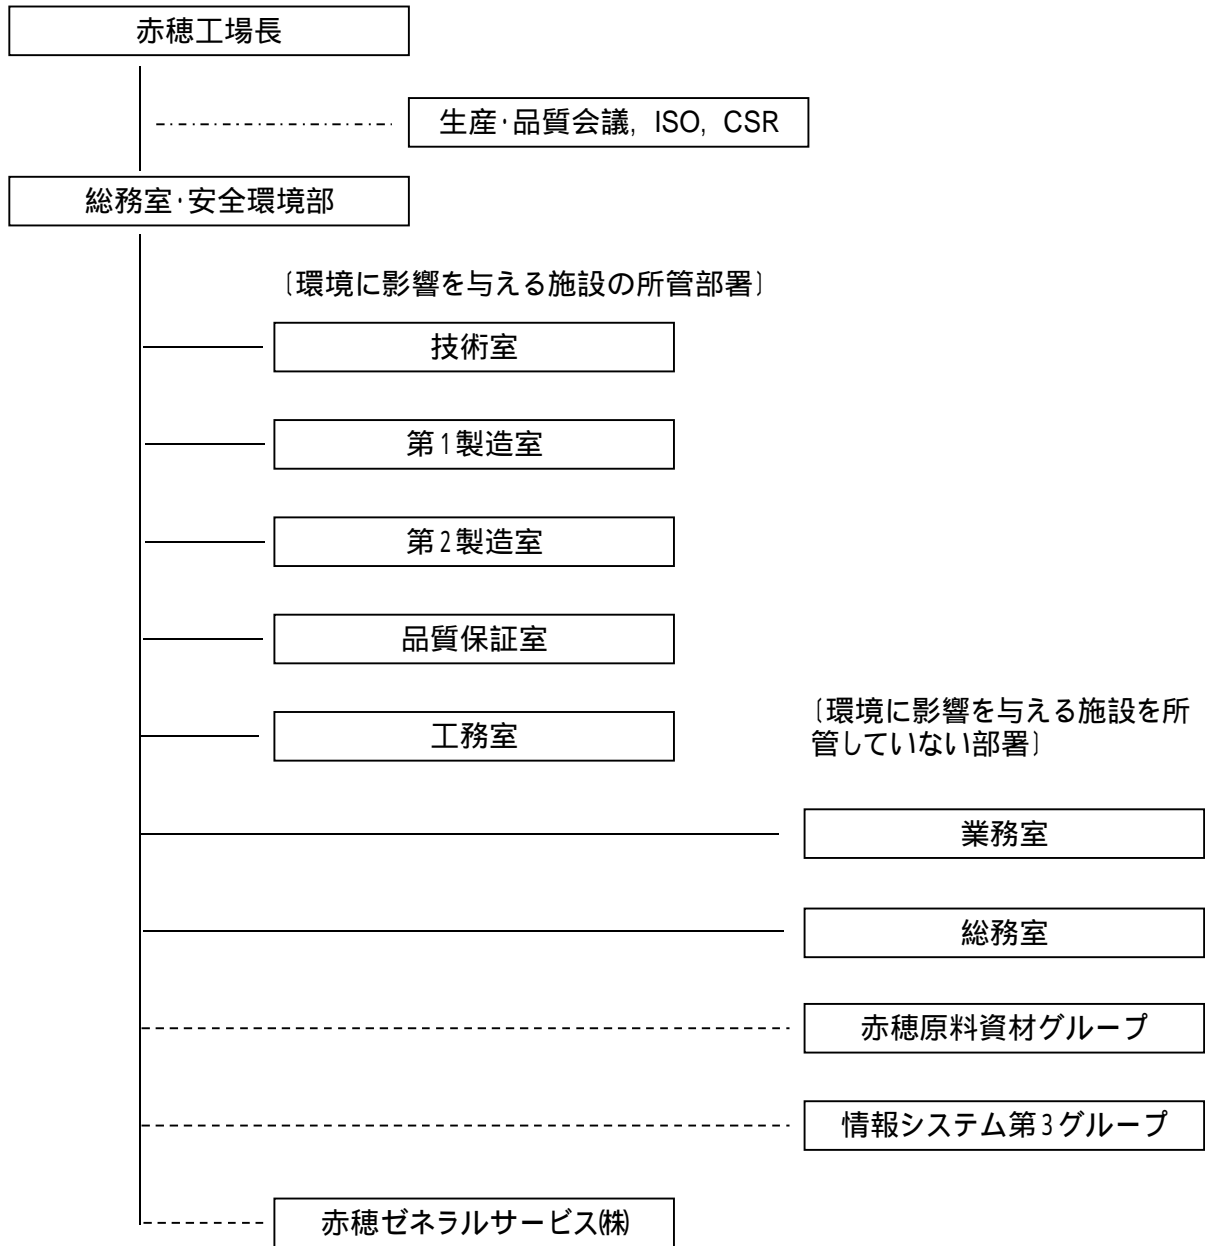 赤穂工場長
生産・品質会議, ISO, CSR
総務室・安全環境部
〔環境に影響を与える施設の所管部署〕
技術室
第1製造室
第2製造室
品質保証室
工務室
〔環境に影響を与える施設を所
管していない部署〕
業務室
総務室
赤穂原料資材グループ
情報システム第3グループ
赤穂ゼネラルサービス㈱